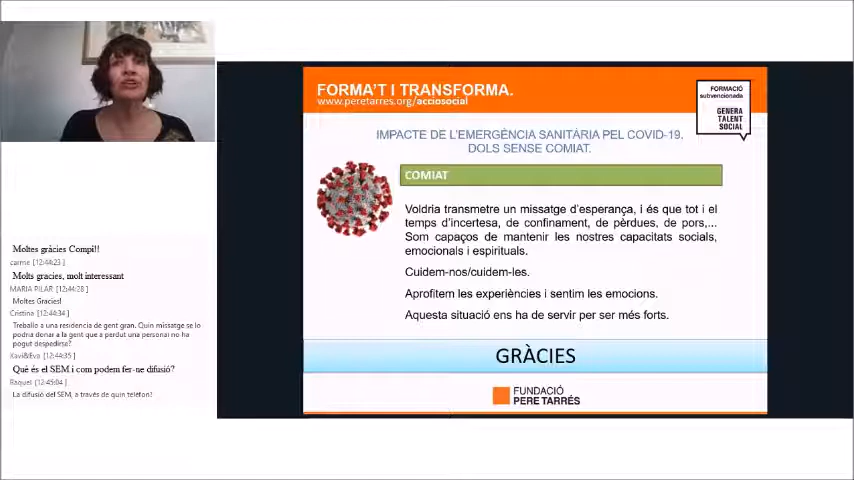 FORMA'T I TRANSFORMA.
www.peretarres.org/acciosocial
FORMACIÓ
subvencionada
GENERA
TALENT
SOCIAL
IMPACTE DE L'EMERGÈNCIA SANITÀRIA PEL COVID-19.
DOLS SENSE COMIAT.
COMIAT
Voldria transmetre un missatge d'esperança, i és que tot i el
temps d'incertesa, de confinament, de pèrdues, de pors,...
Som capaços de mantenir les nostres capacitats socials,
emocionals i espirituals.
Cuidem-nos/cuidem-les.
Aprofitem les experiències i sentim les emocions.
Aquesta situació ens ha de servir per ser més forts.
GRÀCIES
FUNDACIÓ
PERE TARRÉS
Moltes gràcies Compi!!
carme [12:44:23]
Molts gracies, molt interessant
MARIA PILAR [12:44:28]
Moltes Gracies!
Cristina [12:44:34]
Treballo a una residencia de gent gran. Quin missatge se lo
podria donar a la gent que a perdut una personai no ha
pogut despedirse?
Xavi&Eva [12:44:35]
Què és el SEM i com podem fer-ne difusió?
Raquel [12:45:04]
La difusió del SEM, a través de quin telèfon?